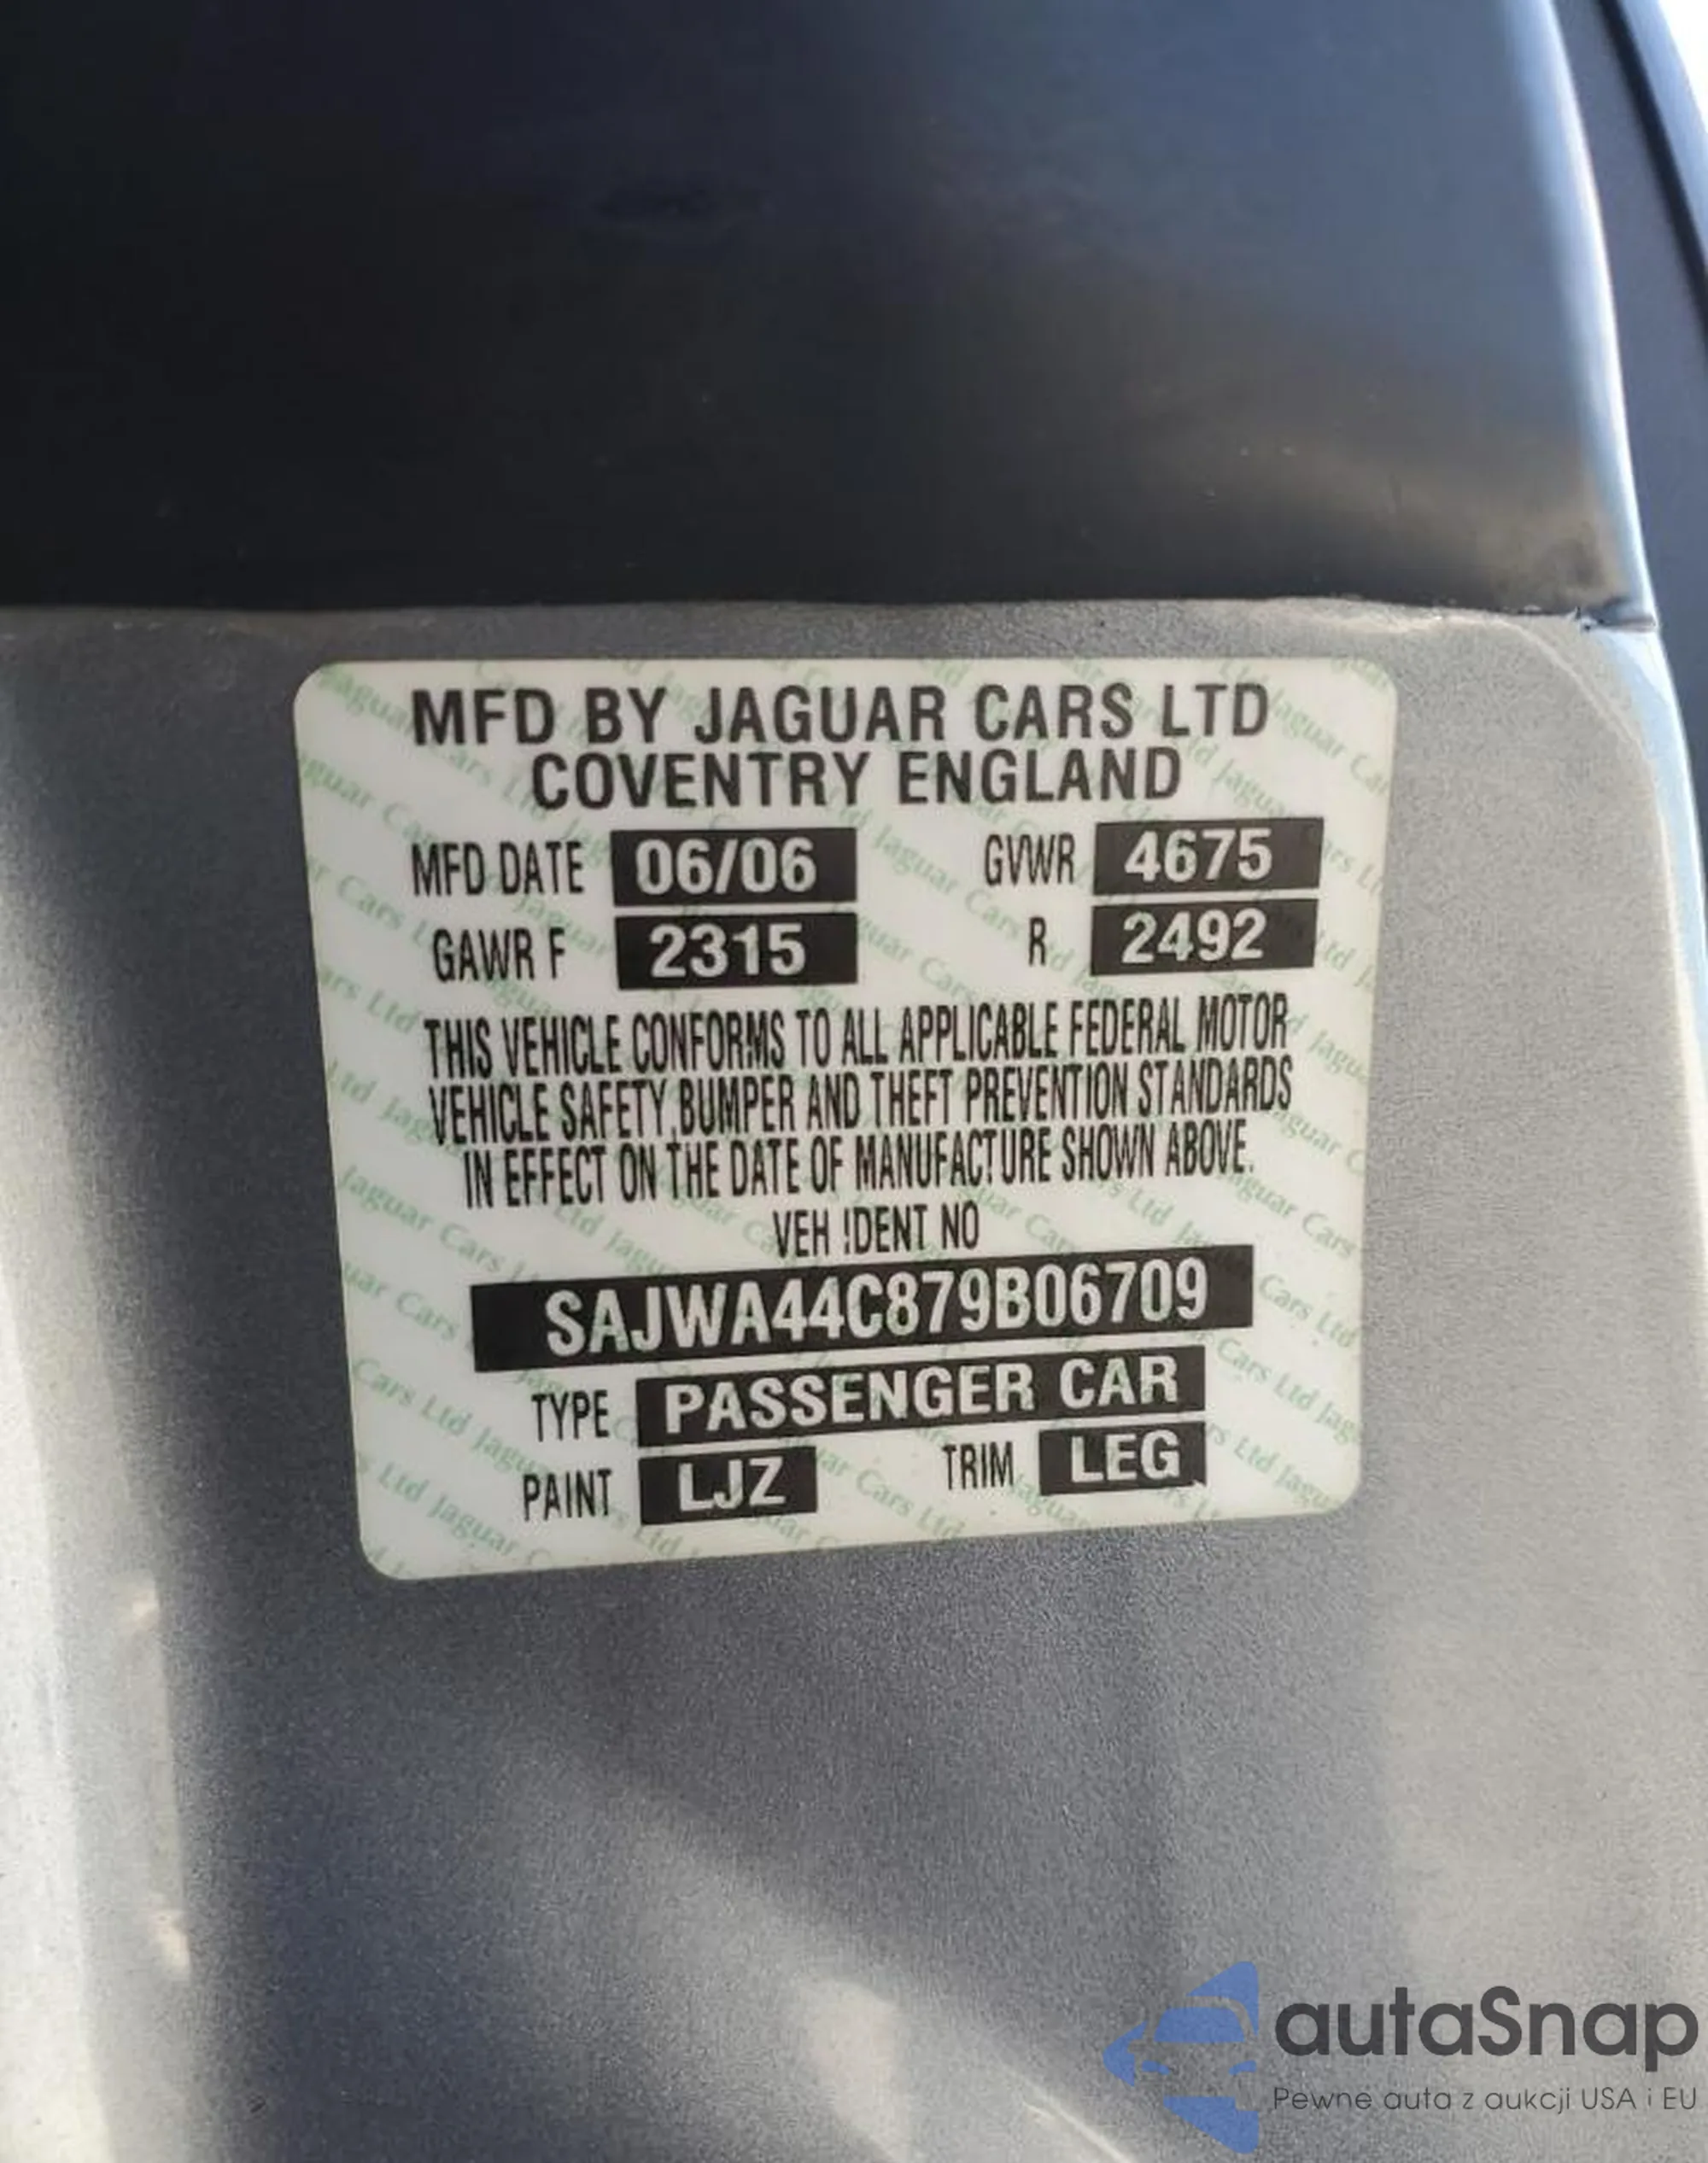 MFD BY JAGUAR CARS LTD
COVENTRY ENGLAND
MFD DATE 06/06 GVWR 4675
GAWR F 2315 R 2492
THIS VEHICLE CONFORMS TO ALL APPLICABLE FEDERAL MOTOR
VEHICLE SAFETY,BUMPER AND THEFT PREVENTION STANDARDS
IN EFFECT ON THE DATE OF MANUFACTURE SHOWN ABOVE.
VEH IDENT NO
SAJWA44C879B06709
TYPE PASSENGER CAR
PAINT LJZ TRIM LEG
autaSnap
Pewne auta z aukcji USA i EU